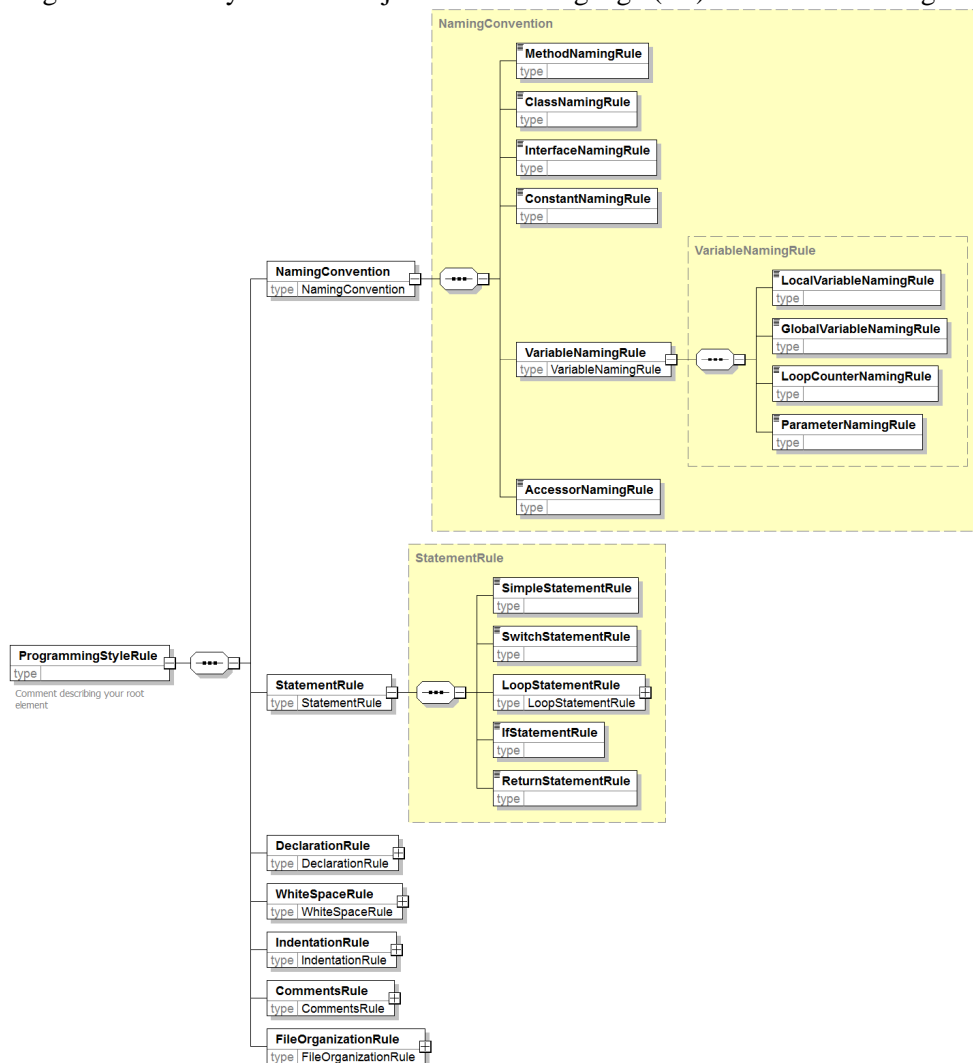 NamingConvention
MethodNamingRule
type
ClassNamingRule
type
InterfaceNamingRule
type
ConstantNamingRule
type
VariableNamingRule
LocalVariableNamingRule
type
NamingConvention
type NamingConvention
GlobalVariableNamingRule
type
VariableNamingRule
type VariableNamingRule
LoopCounterNamingRule
type
ParameterNamingRule
type
AccessorNamingRule
type
StatementRule
SimpleStatementRule
type
SwitchStatementRule
type
ProgrammingStyleRule
type
Comment describing your root
element
StatementRule
type StatementRule
LoopStatementRule
type LoopStatementRule
IfStatementRule
type
ReturnStatementRule
type
DeclarationRule
type DeclarationRule
WhiteSpaceRule
type WhiteSpaceRule
IndentationRule
type IndentationRule
CommentsRule
type CommentsRule
FileOrganizationRule
type FileOrganizationRule